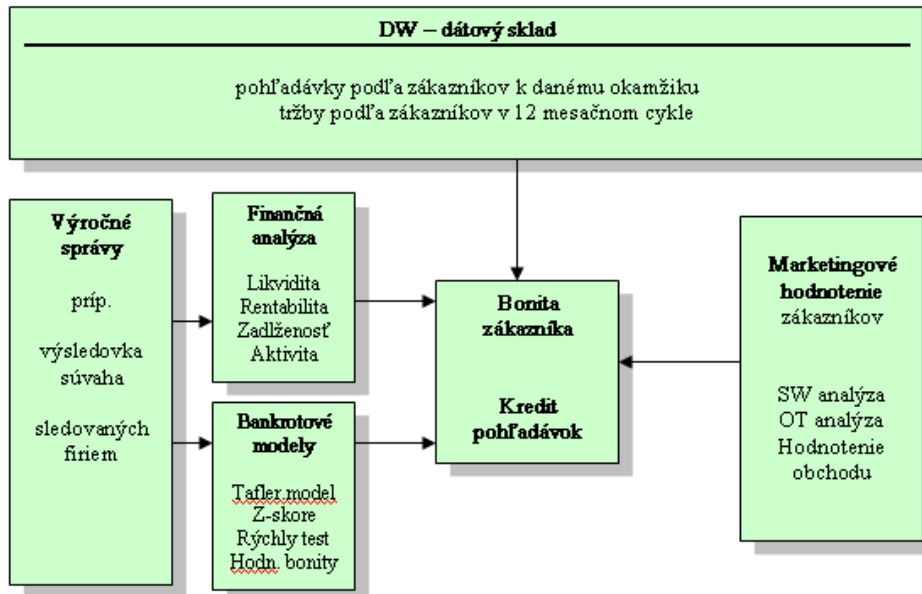 DW – dátový sklad
pohľadávky podľa zákazníkov k danému okamžiku
tržby podľa zákazníkov v 12 mesačnom cykle
Výročné
správy
príp.
výsledovka
súvaha
sledovaných
firiem
Finančná
analýza
Likvidita
Rentabilita
Zadlženosť
Aktivita
Bankrotové
modely
Tafler.model
Z-skore
Rýchly test
Hodn. bonity
Bonita
zákazníka
Kredit
pohľadávok
Marketingové
hodnotenie
zákazníkov
SW analýza
OT analýza
Hodnotenie
obchodu